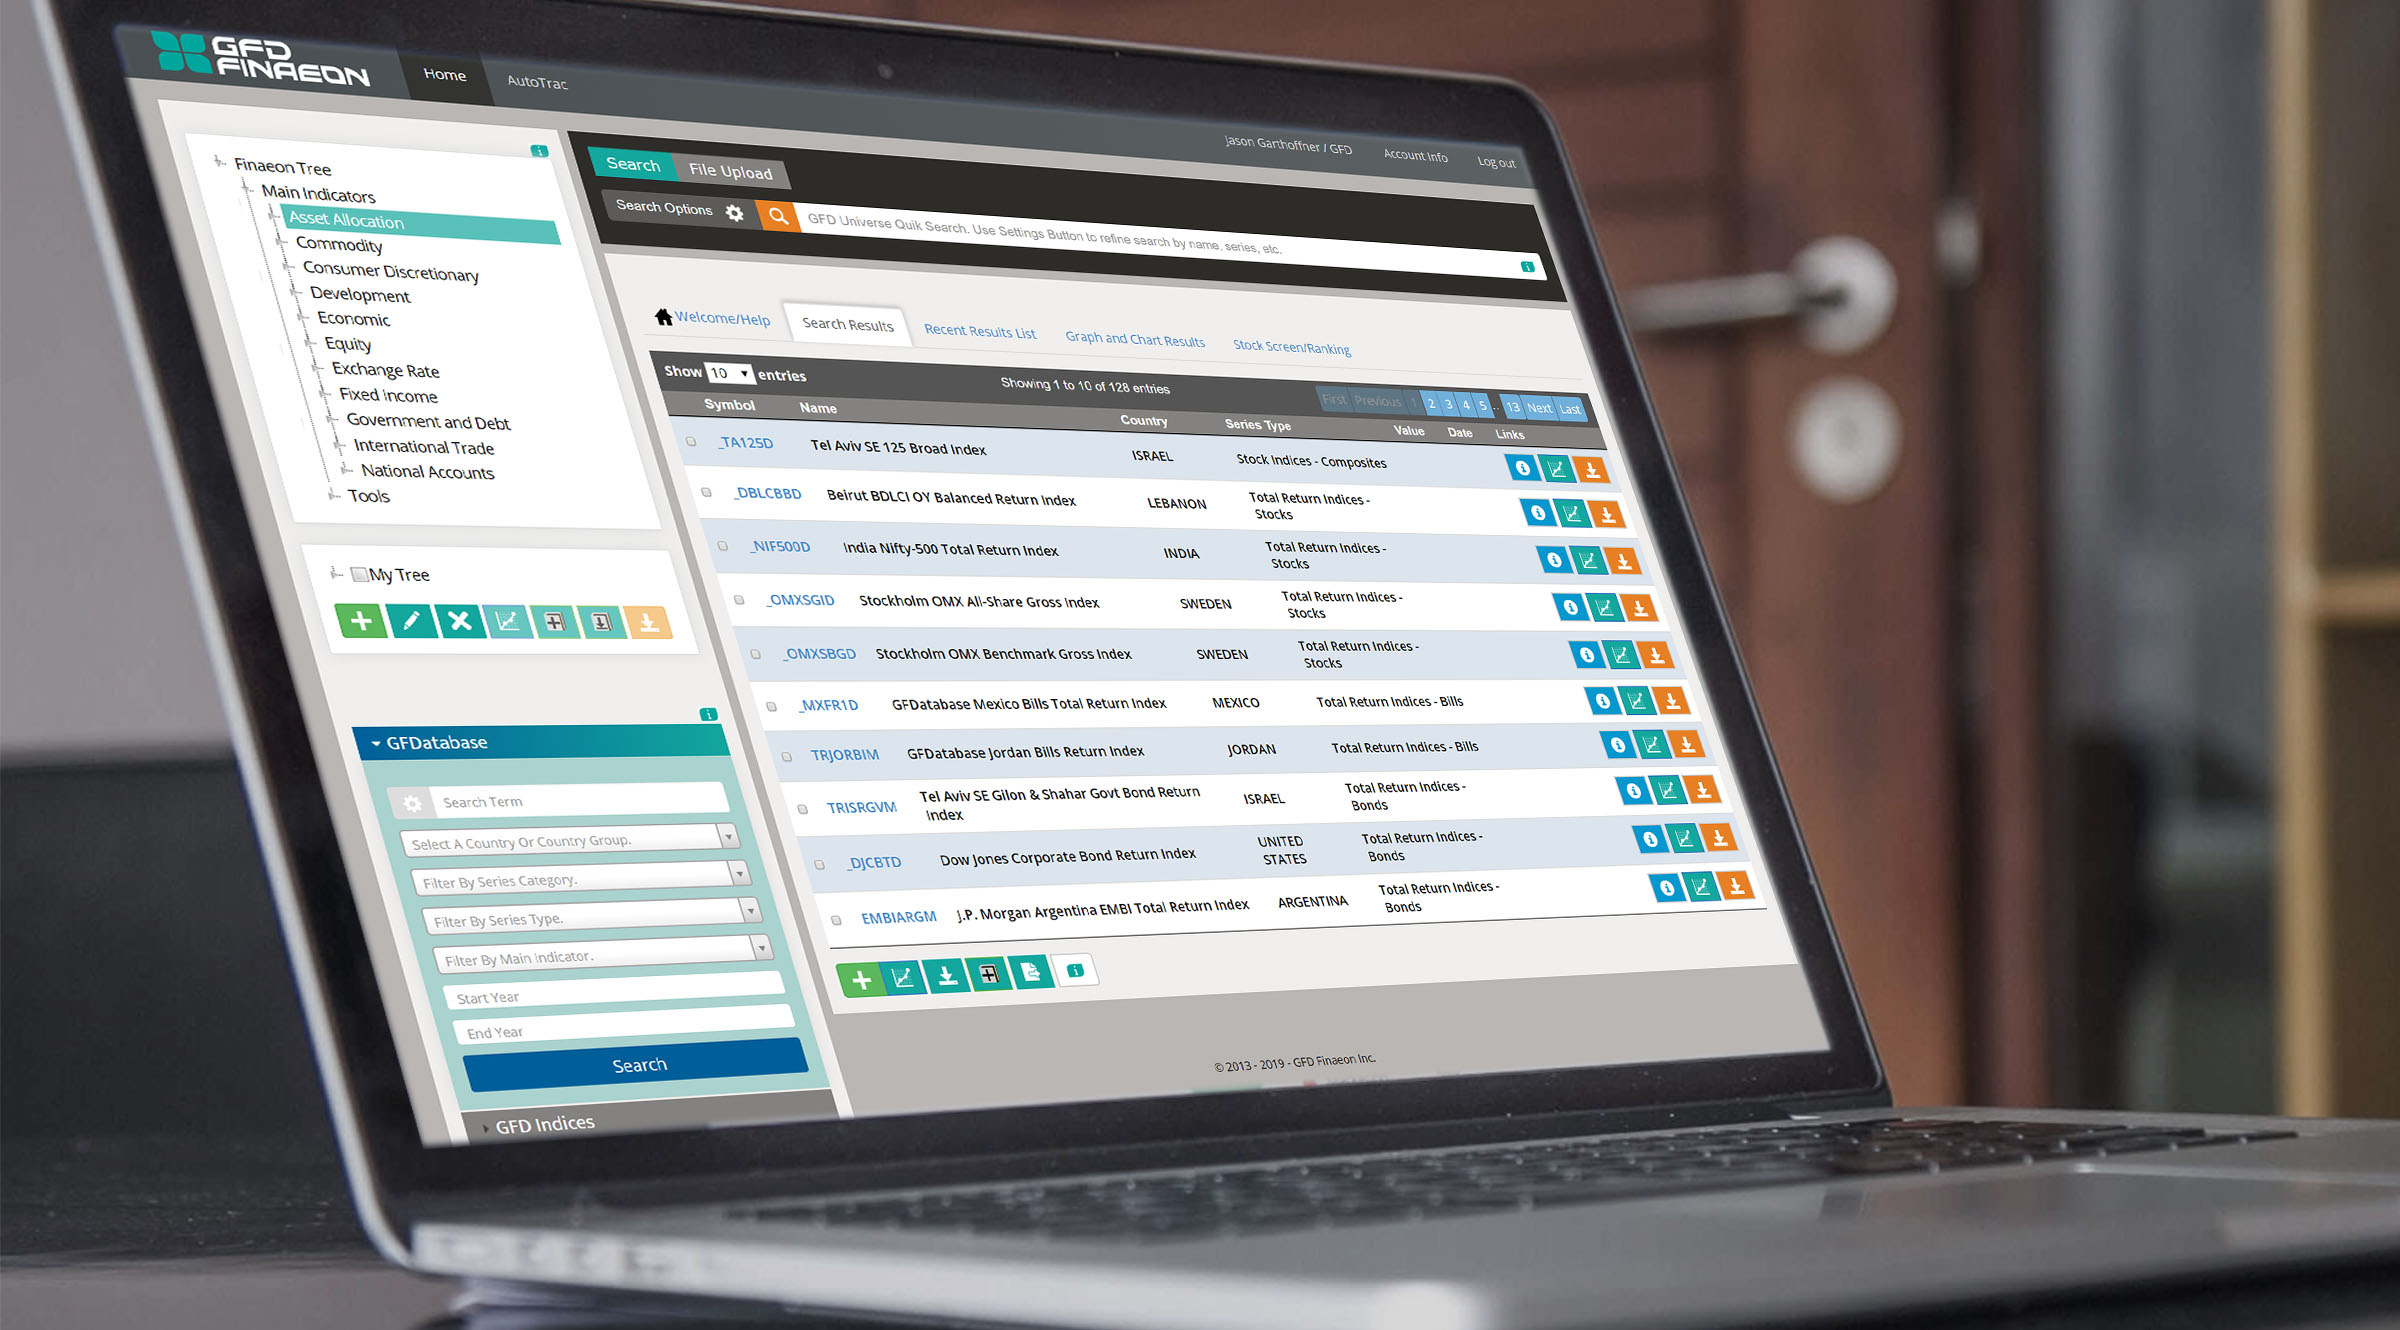 GFD
FINAEON
Home
AutoTrac
Jason Garthoffner / GFD
Account Info
Log out
Finaeon Tree
Main Indicators
Asset Allocation
Commodity
Consumer Discretionary
Development
Economic
Equity
Exchange Rate
Fixed Income
Government and Debt
International Trade
National Accounts
Tools
My Tree
GFDatabase
Search Term
Select A Country Or Country Group.
Filter By Series Category.
Filter By Series Type.
Filter By Main Indicator.
Start Year
End Year
Search
GFD Indices
Search
File Upload
Search Options
GFD Universe Quik Search. Use Settings Button to refine search by name, series, etc.
Welcome/Help
Search Results
Recent Results List
Graph and Chart Results
Stock Screen/Ranking
Show 10 entries
Showing 1 to 10 of 128 entries
First Previous 1 2 3 4 5 .. 13 Next Last
Symbol Name Country Series Type Value Date Links
_TA125D Tel Aviv SE 125 Broad Index ISRAEL Stock Indices - Composites
_DBLCBBD Beirut BDLCI OY Balanced Return Index LEBANON Total Return Indices -
Stocks
_NIF500D India Nifty-500 Total Return Index INDIA Total Return Indices -
Stocks
_OMXSGID Stockholm OMX All-Share Gross Index SWEDEN Total Return Indices -
Stocks
_OMXSBGD Stockholm OMX Benchmark Gross Index SWEDEN Total Return Indices -
Stocks
_MXFR1D GFDatabase Mexico Bills Total Return Index MEXICO Total Return Indices - Bills
TRJORBIM GFDatabase Jordan Bills Return Index JORDAN Total Return Indices - Bills
TRISRGVM Tel Aviv SE Gilon & Shahar Govt Bond Return
Index ISRAEL Total Return Indices -
Bonds
_DJCBTD Dow Jones Corporate Bond Return Index UNITED
STATES Total Return Indices -
Bonds
EMBIARGM J.P. Morgan Argentina EMBI Total Return Index ARGENTINA Total Return Indices -
Bonds
© 2013 - 2019 - GFD Finaeon Inc.